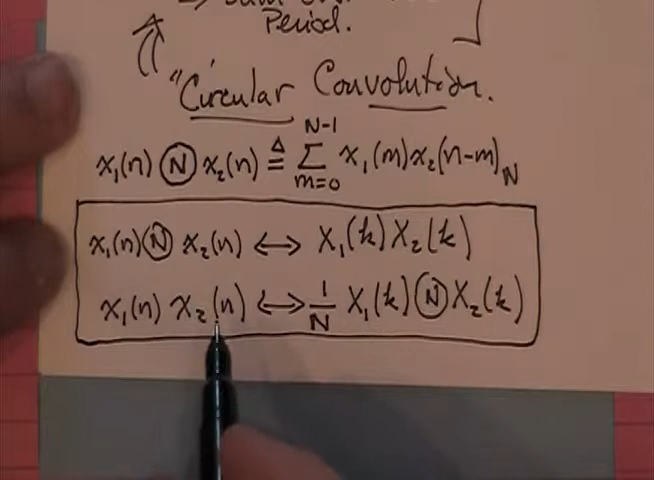 Period.
"Circular Convolution.
x₁(n) Ⓝ x₂(n) ≜ Σ_{m=0}^{N-1} x₁(m) x₂(n-m)_N
x₁(n) Ⓝ x₂(n) ⟷ X₁(k) X₂(k)
x₁(n) x₂(n) ⟷ 1/N X₁(k) Ⓝ X₂(k)